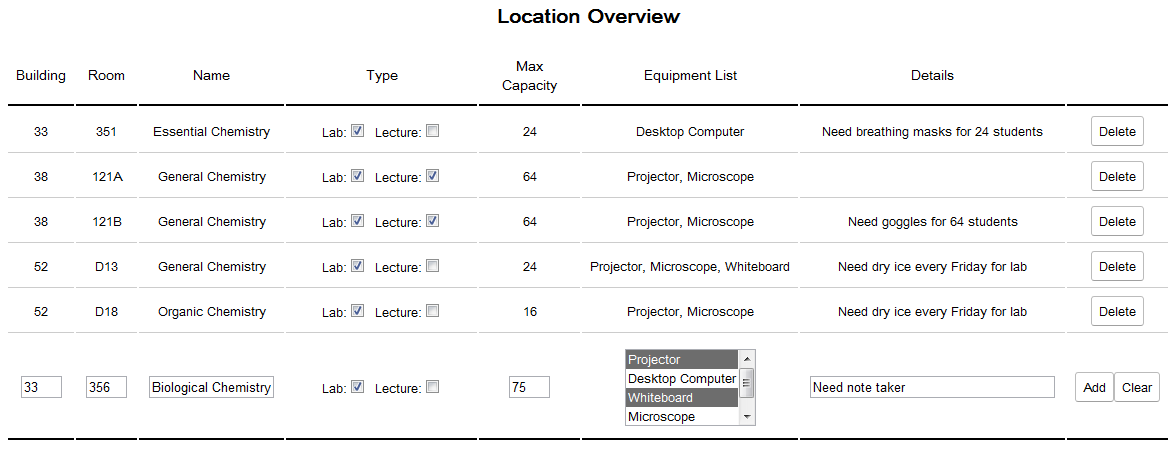 Location Overview
Building Room Name Type Max Capacity Equipment List Details
33 351 Essential Chemistry Lab: Lecture: 24 Desktop Computer Need breathing masks for 24 students Delete
38 121A General Chemistry Lab: Lecture: 64 Projector, Microscope Delete
38 121B General Chemistry Lab: Lecture: 64 Projector, Microscope Need goggles for 64 students Delete
52 D13 General Chemistry Lab: Lecture: 24 Projector, Microscope, Whiteboard Need dry ice every Friday for lab Delete
52 D18 Organic Chemistry Lab: Lecture: 16 Projector, Microscope Need dry ice every Friday for lab Delete
33 356 Biological Chemistry Lab: Lecture: 75 Projector
Desktop Computer
Whiteboard
Microscope
Need note taker Add Clear